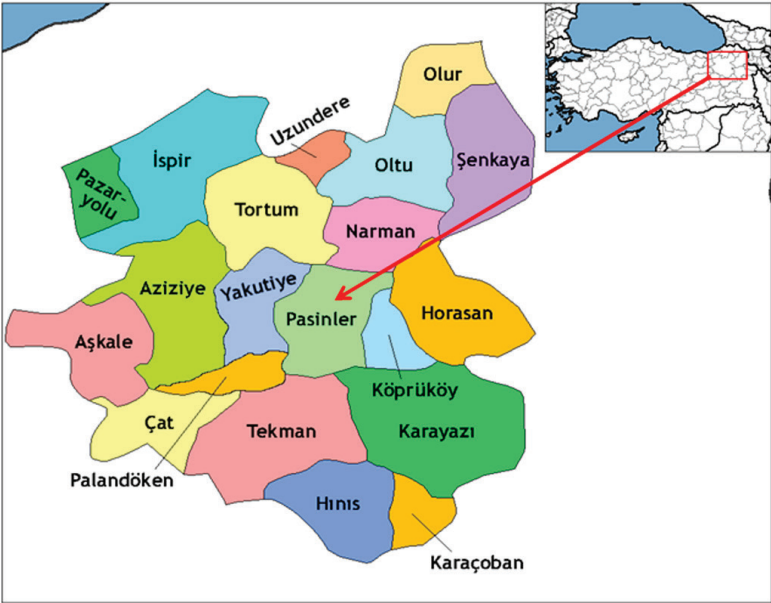 Olur
Uzundere
İspir
Oltu
Şenkaya
Pazar-
yolu
Tortum
Narman
Aziziye
Yakutiye
Pasinler
Horasan
Aşkale
Köprüköy
Çat
Tekman
Karayazı
Palandöken
Hınıs
Karaçoban